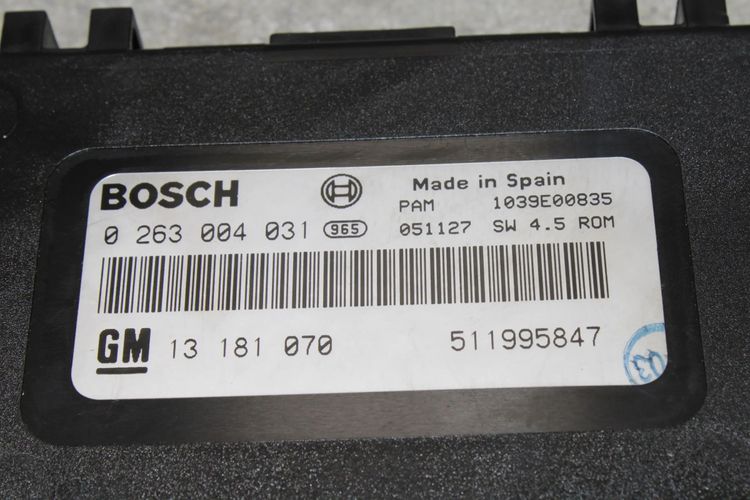 BOSCH
Made in Spain
PAM 1039E00835
0 263 004 031 965
051127 SW 4.5 ROM
GM 13 181 070 511995847
03